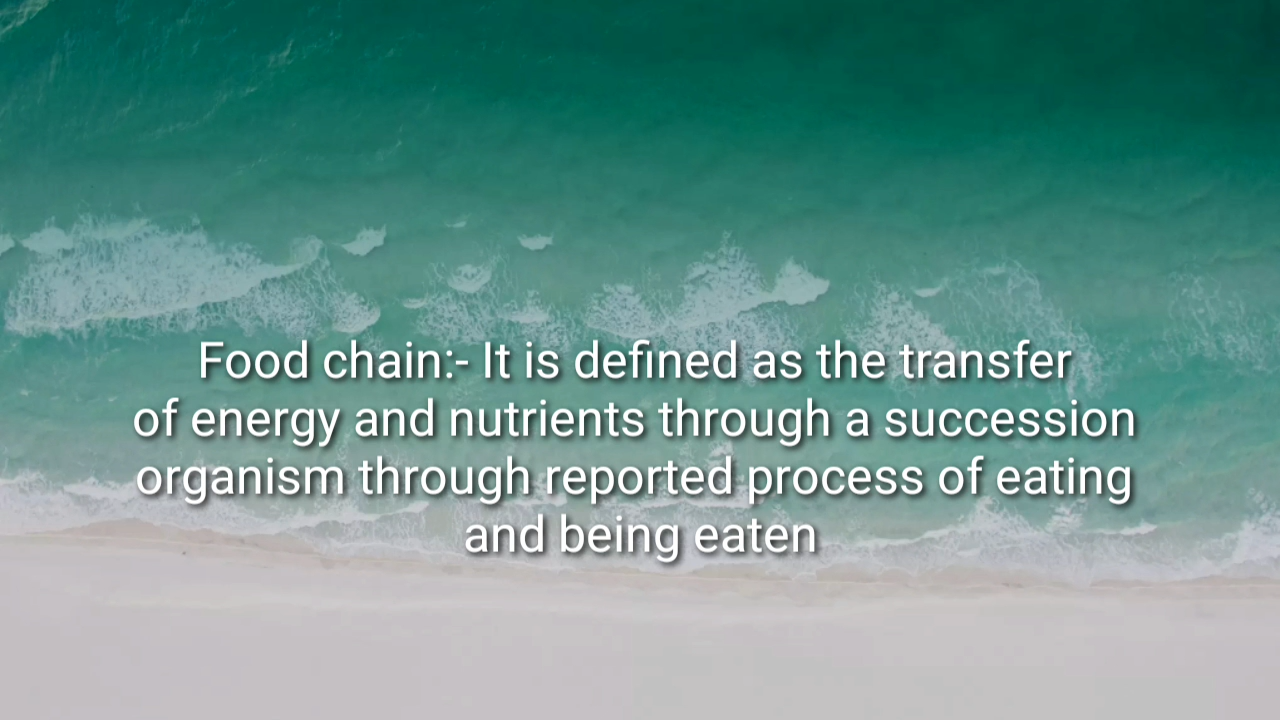 Food chain:- It is defined as the transfer
of energy and nutrients through a succession
organism through reported process of eating
and being eaten